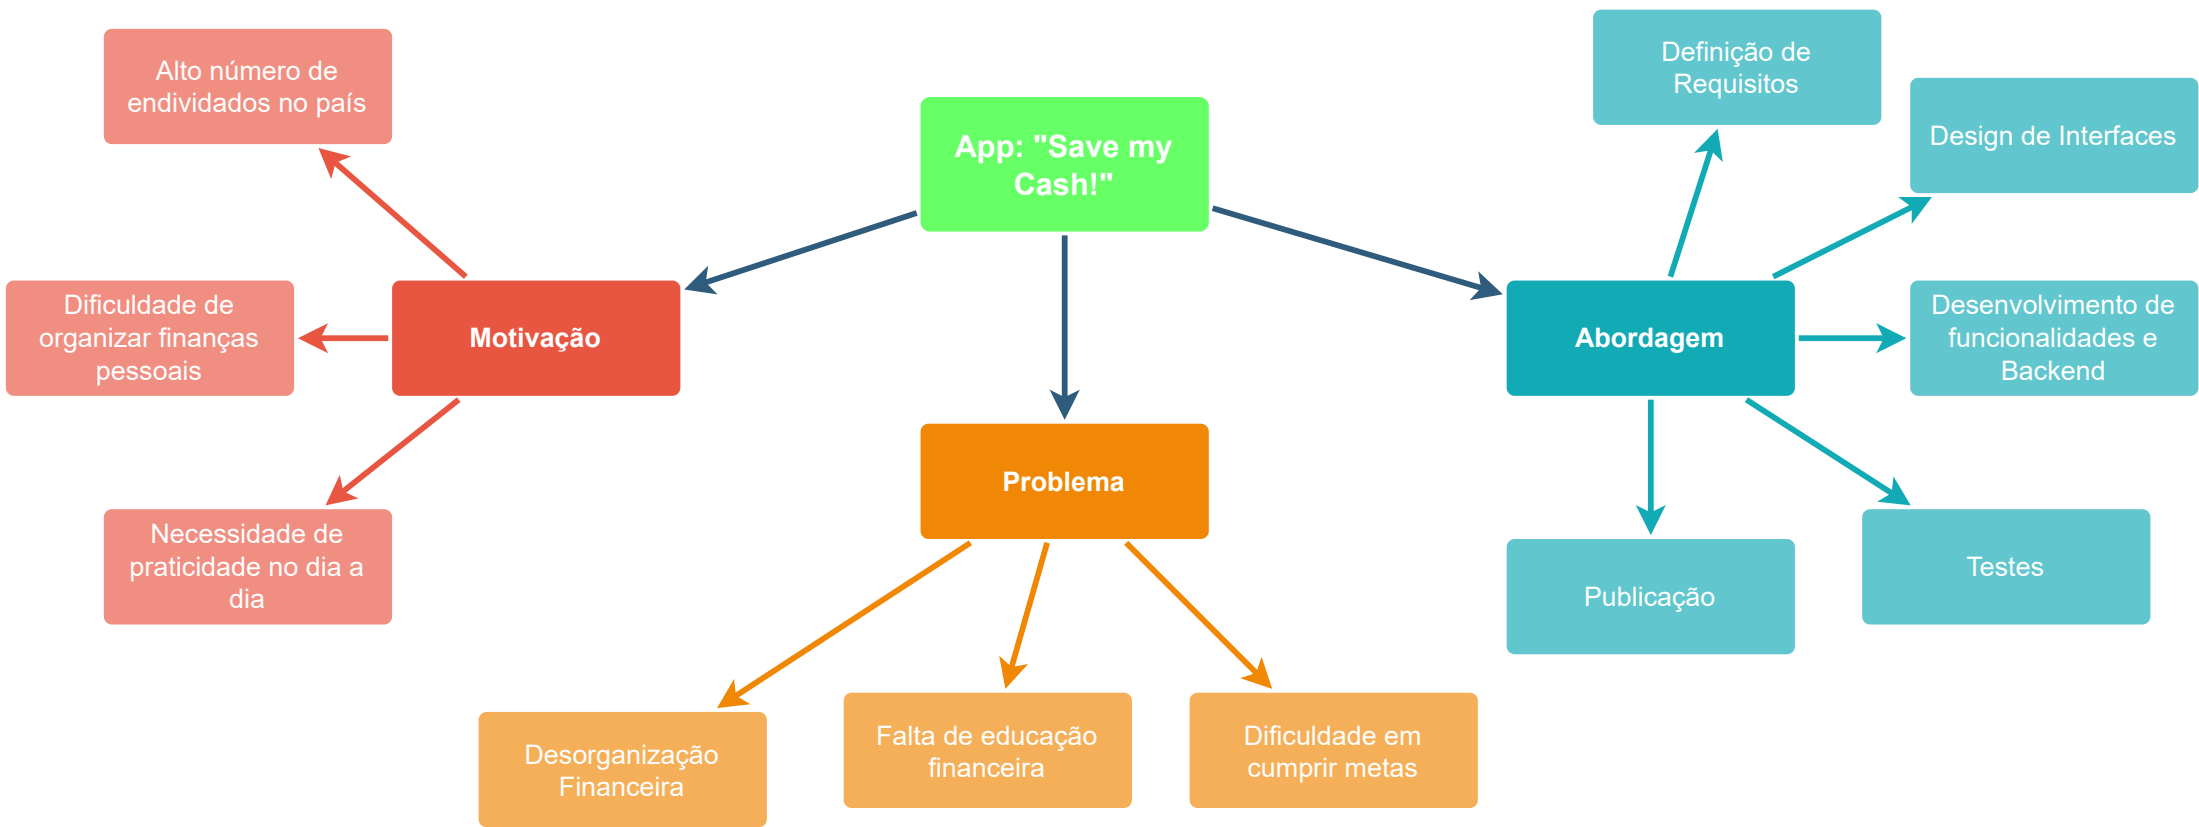 App: "Save my
Cash!"
Motivação
Alto número de
endividados no país
Dificuldade de
organizar finanças
pessoais
Necessidade de
praticidade no dia a
dia
Problema
Desorganização
Financeira
Falta de educação
financeira
Dificuldade em
cumprir metas
Abordagem
Definição de
Requisitos
Design de Interfaces
Desenvolvimento de
funcionalidades e
Backend
Testes
Publicação